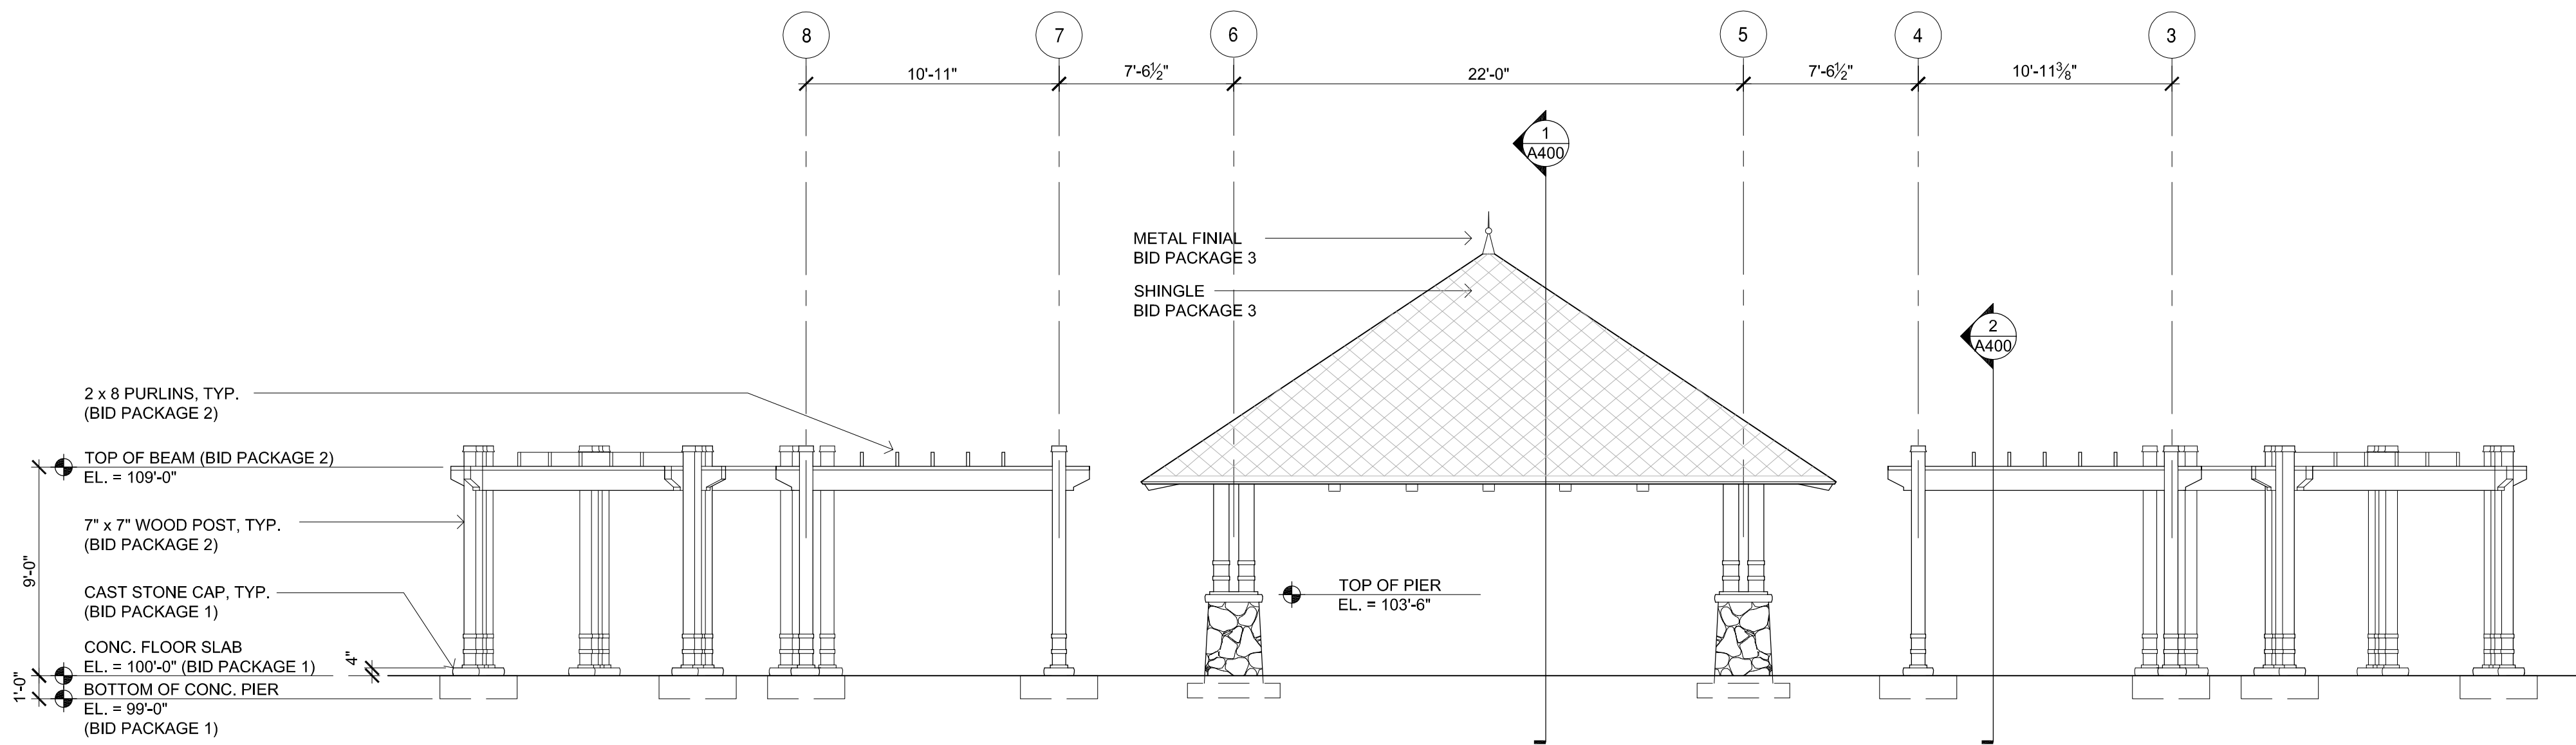 8
7
6
5
4
3
10'-11"
7'-6½"
22'-0"
7'-6½"
10'-11⅜"
1
A400
METAL FINIAL
BID PACKAGE 3
SHINGLE
BID PACKAGE 3
2
A400
2 x 8 PURLINS, TYP.
(BID PACKAGE 2)
TOP OF BEAM (BID PACKAGE 2)
EL. = 109'-0"
7" x 7" WOOD POST, TYP.
(BID PACKAGE 2)
9'-0"
CAST STONE CAP, TYP.
(BID PACKAGE 1)
TOP OF PIER
EL. = 103'-6"
CONC. FLOOR SLAB
EL. = 100'-0" (BID PACKAGE 1)
4"
1'-0"
BOTTOM OF CONC. PIER
EL. = 99'-0"
(BID PACKAGE 1)